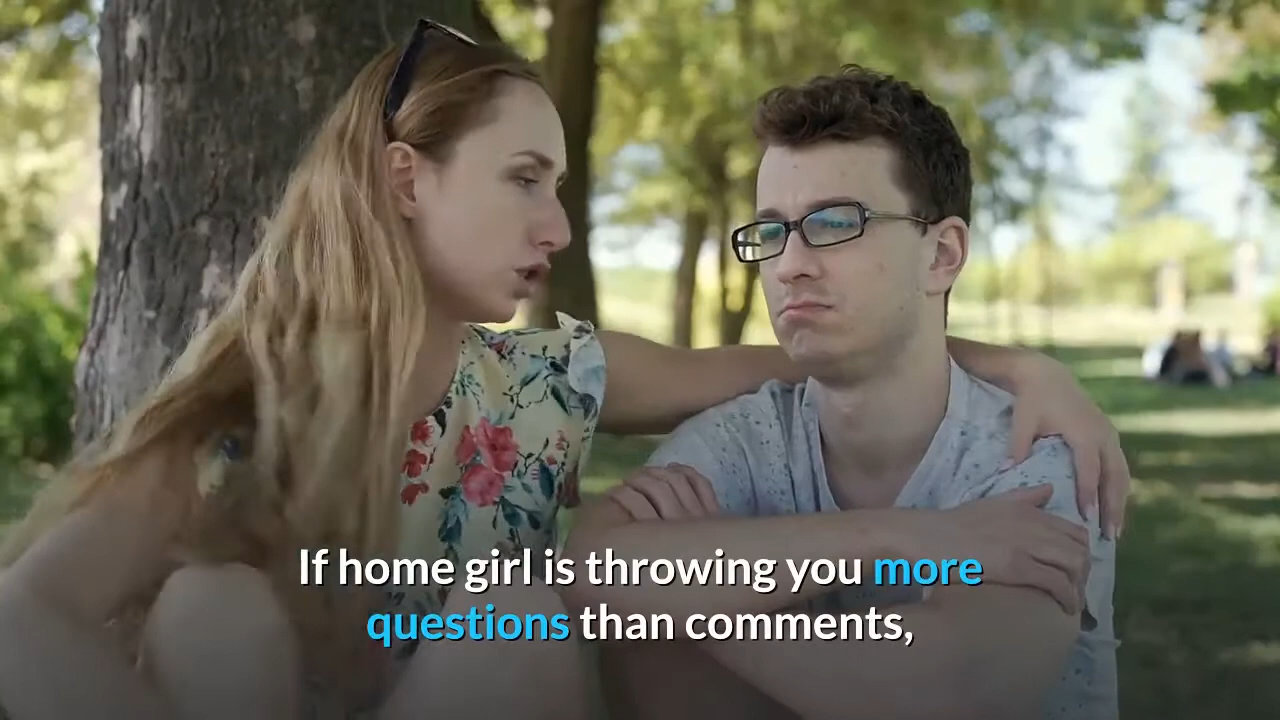 If home girl is throwing you more
questions than comments,